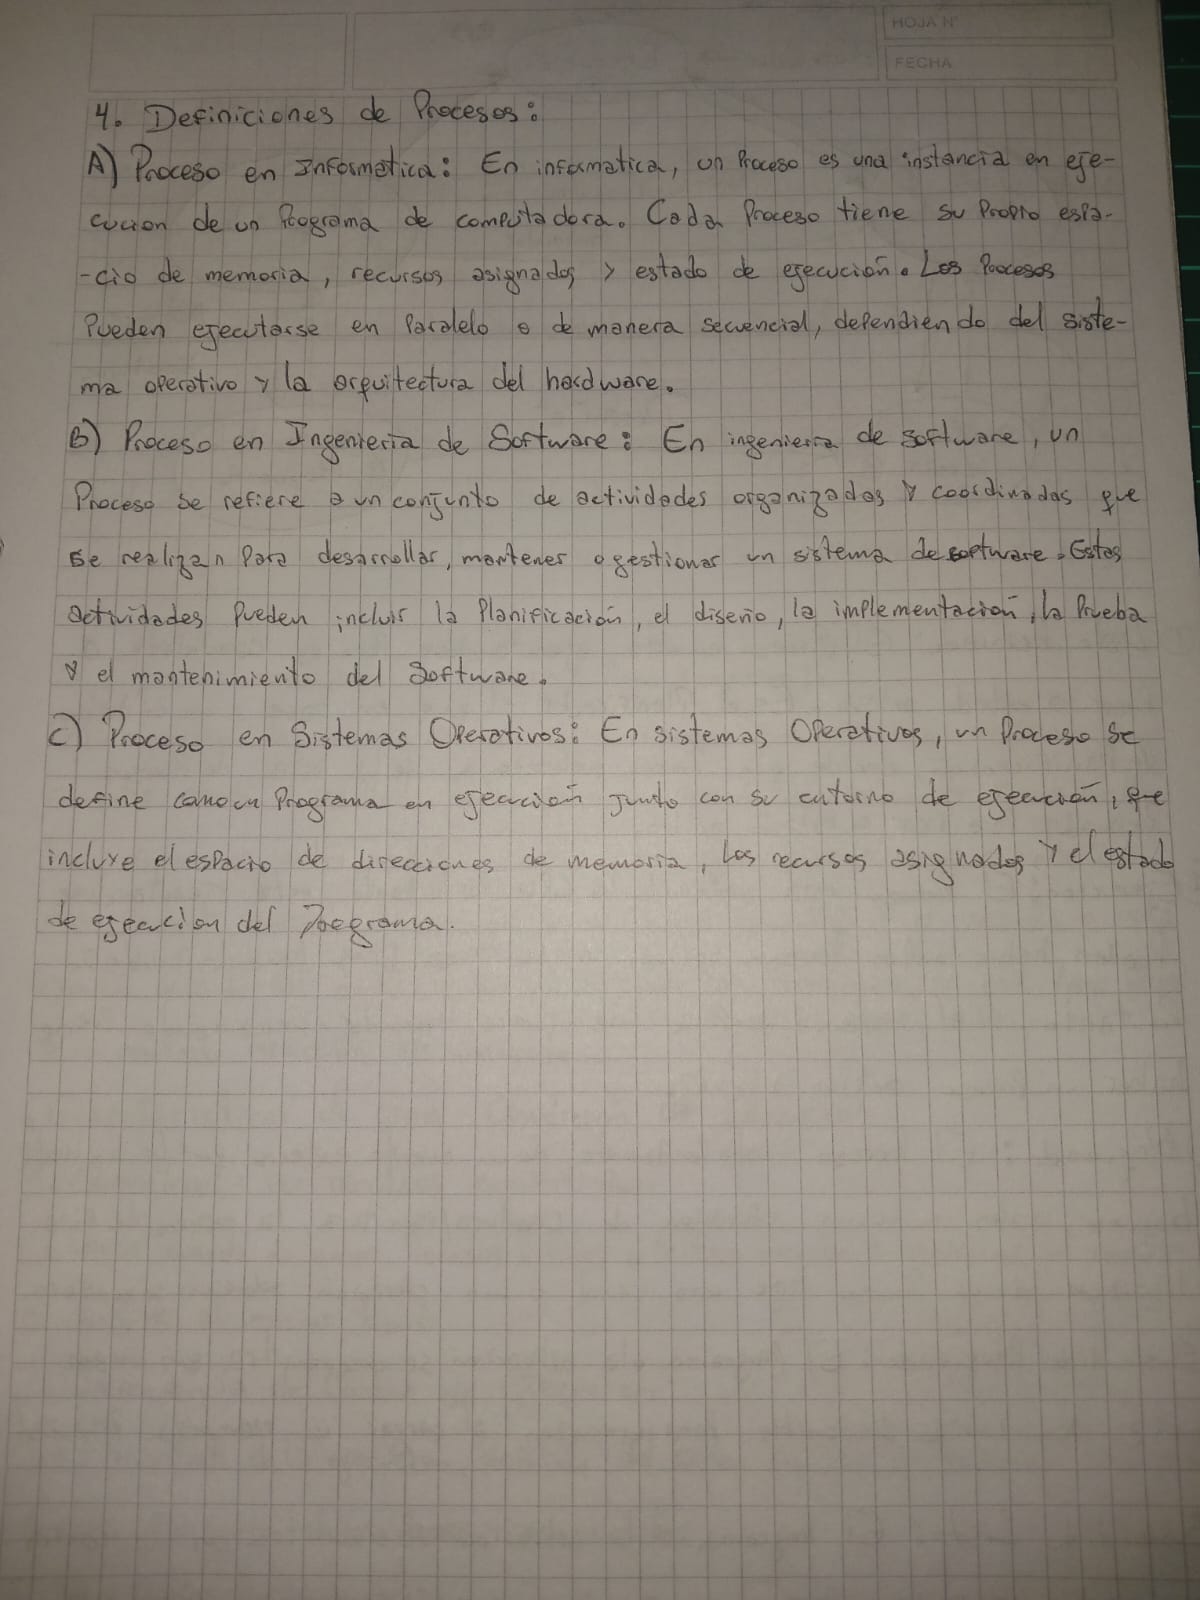 HOJA N°
FECHA
4. Definiciones de Procesos:
A) Proceso en Informatica: En informatica, un Proceso es una instancia en eje-
cucion de un Programa de computadora. Cada Proceso tiene su Propio espa-
-cio de memoria, recursos asignados y estado de ejecución. Los Procesos
Pueden ejecutarse en Paralelo o de manera secuencial, dependiendo del siste-
ma operativo y la arquitectura del hardware.
B) Proceso en Ingenieria de Software: En ingenieria de software, un
Proceso se refiere a un conjunto de actividades organizadas y coordinadas que
se realizan Para desarrollar, mantener o gestionar un sistema de software. Estas
actividades Pueden incluir la Planificación, el diseño, la implementación, la Prueba
y el mantenimiento del Software.
C) Proceso en Sistemas Operativos: En sistemas Operativos, un Proceso se
define como un Programa en ejecución junto con su entorno de ejecución, que
incluye el espacio de direcciones de memoria, los recursos asignados y el estado
de ejecucion del Programa.